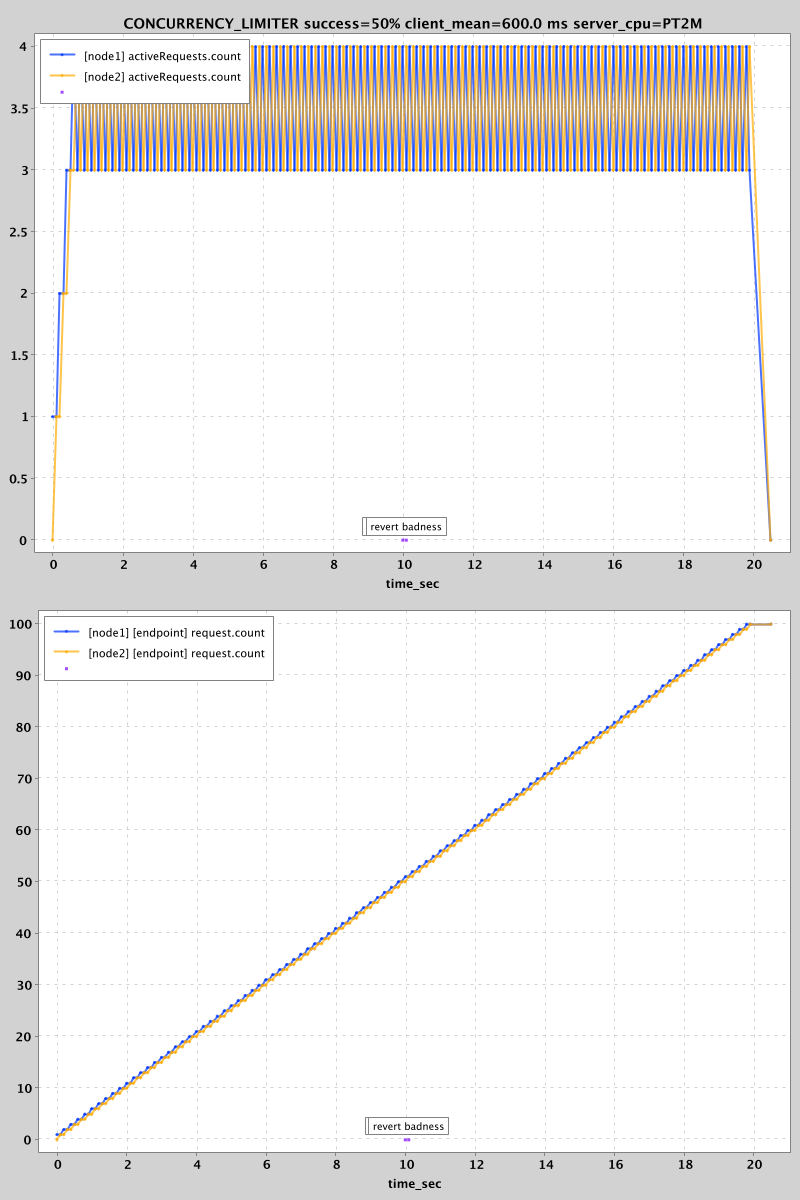 CONCURRENCY_LIMITER success=50% client_mean=600.0 ms server_cpu=PT2M
[node1] activeRequests.count
[node2] activeRequests.count
4
3.5
3
2.5
2
1.5
1
0.5
0
revert badness
0 2 4 6 8 10 12 14 16 18 20
time_sec
[node1] [endpoint] request.count
[node2] [endpoint] request.count
100
90
80
70
60
50
40
30
20
10
0
revert badness
0 2 4 6 8 10 12 14 16 18 20
time_sec